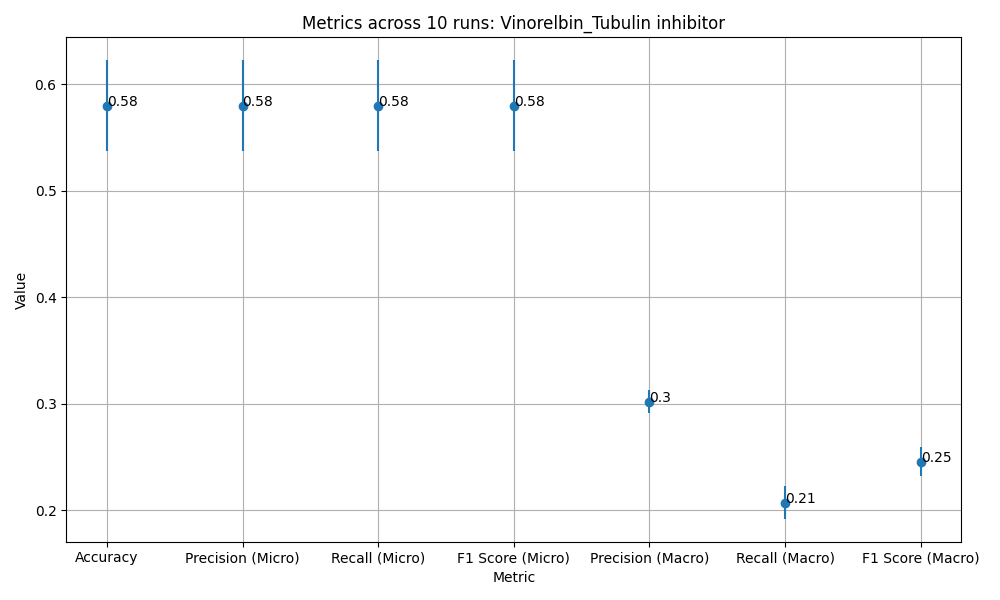 Metrics across 10 runs: Vinorelbin_Tubulin inhibitor
0.6
0.58 0.58 0.58 0.58
0.5
Value
0.4
0.3
0.3
0.25
0.21
0.2
Accuracy Precision (Micro) Recall (Micro) F1 Score (Micro) Precision (Macro) Recall (Macro) F1 Score (Macro)
Metric